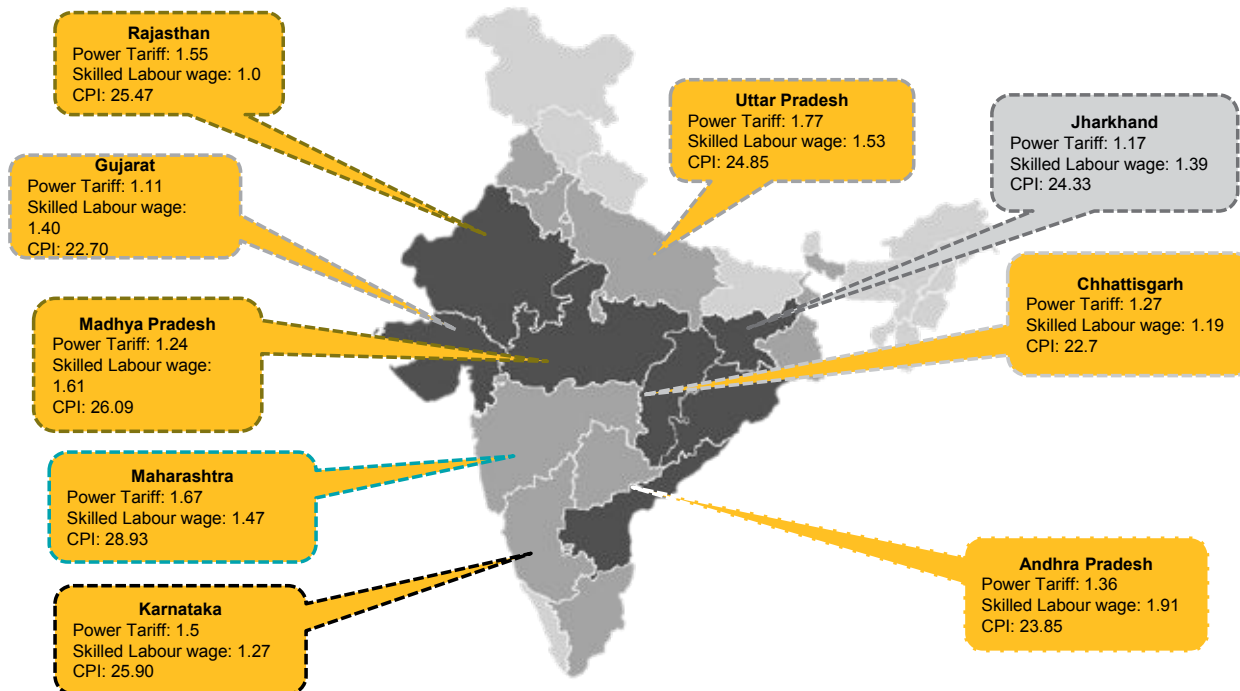 Rajasthan
Power Tariff: 1.55
Skilled Labour wage: 1.0
CPI: 25.47
Gujarat
Power Tariff: 1.11
Skilled Labour wage:
1.40
CPI: 22.70
Madhya Pradesh
Power Tariff: 1.24
Skilled Labour wage:
1.61
CPI: 26.09
Maharashtra
Power Tariff: 1.67
Skilled Labour wage: 1.47
CPI: 28.93
Karnataka
Power Tariff: 1.5
Skilled Labour wage: 1.27
CPI: 25.90
Uttar Pradesh
Power Tariff: 1.77
Skilled Labour wage: 1.53
CPI: 24.85
Jharkhand
Power Tariff: 1.17
Skilled Labour wage: 1.39
CPI: 24.33
Chhattisgarh
Power Tariff: 1.27
Skilled Labour wage: 1.19
CPI: 22.7
Andhra Pradesh
Power Tariff: 1.36
Skilled Labour wage: 1.91
CPI: 23.85